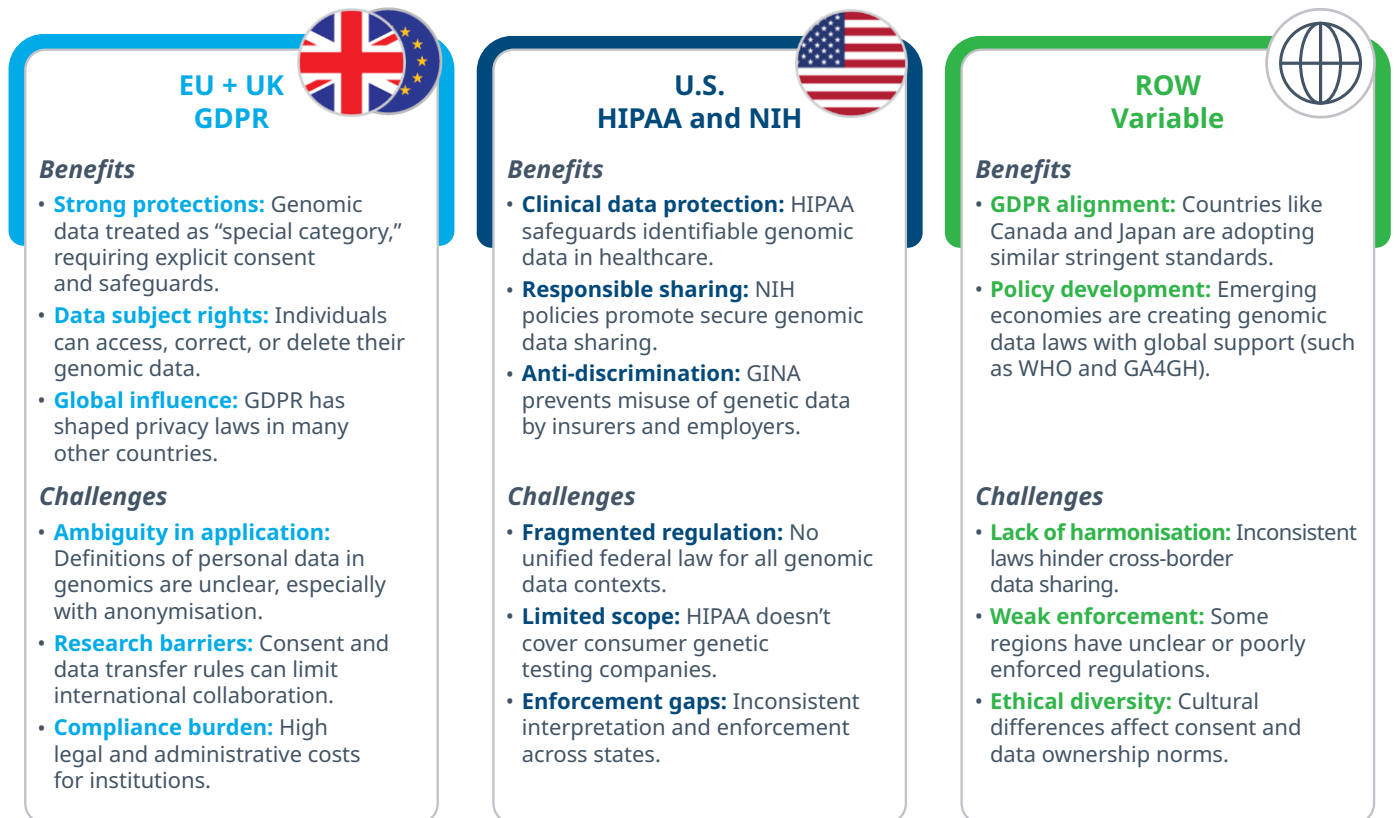 EU + UK
GDPR
Benefits
• Strong protections: Genomic
data treated as “special category,”
requiring explicit consent
and safeguards.
• Data subject rights: Individuals
can access, correct, or delete their
genomic data.
• Global influence: GDPR has
shaped privacy laws in many
other countries.
Challenges
• Ambiguity in application:
Definitions of personal data in
genomics are unclear, especially
with anonymisation.
• Research barriers: Consent and
data transfer rules can limit
international collaboration.
• Compliance burden: High
legal and administrative costs
for institutions.
U.S.
HIPAA and NIH
Benefits
• Clinical data protection: HIPAA
safeguards identifiable genomic
data in healthcare.
• Responsible sharing: NIH
policies promote secure genomic
data sharing.
• Anti-discrimination: GINA
prevents misuse of genetic data
by insurers and employers.
Challenges
• Fragmented regulation: No
unified federal law for all genomic
data contexts.
• Limited scope: HIPAA doesn’t
cover consumer genetic
testing companies.
• Enforcement gaps: Inconsistent
interpretation and enforcement
across states.
ROW
Variable
Benefits
• GDPR alignment: Countries like
Canada and Japan are adopting
similar stringent standards.
• Policy development: Emerging
economies are creating genomic
data laws with global support (such
as WHO and GA4GH).
Challenges
• Lack of harmonisation: Inconsistent
laws hinder cross-border
data sharing.
• Weak enforcement: Some
regions have unclear or poorly
enforced regulations.
• Ethical diversity: Cultural
differences affect consent and
data ownership norms.